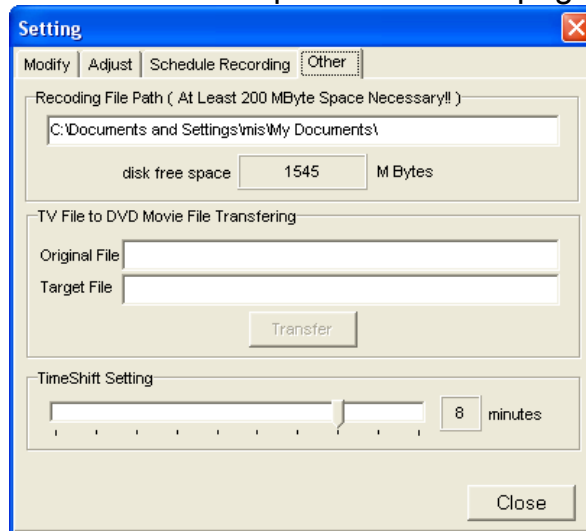 Setting
Modify Adjust Schedule Recording Other
Recoding File Path ( At Least 200 MByte Space Necessary!! )
C:\Documents and Settings\mis\My Documents\
disk free space 1545 M Bytes
TV File to DVD Movie File Transfering
Original File
Target File
Transfer
TimeShift Setting
8 minutes
Close